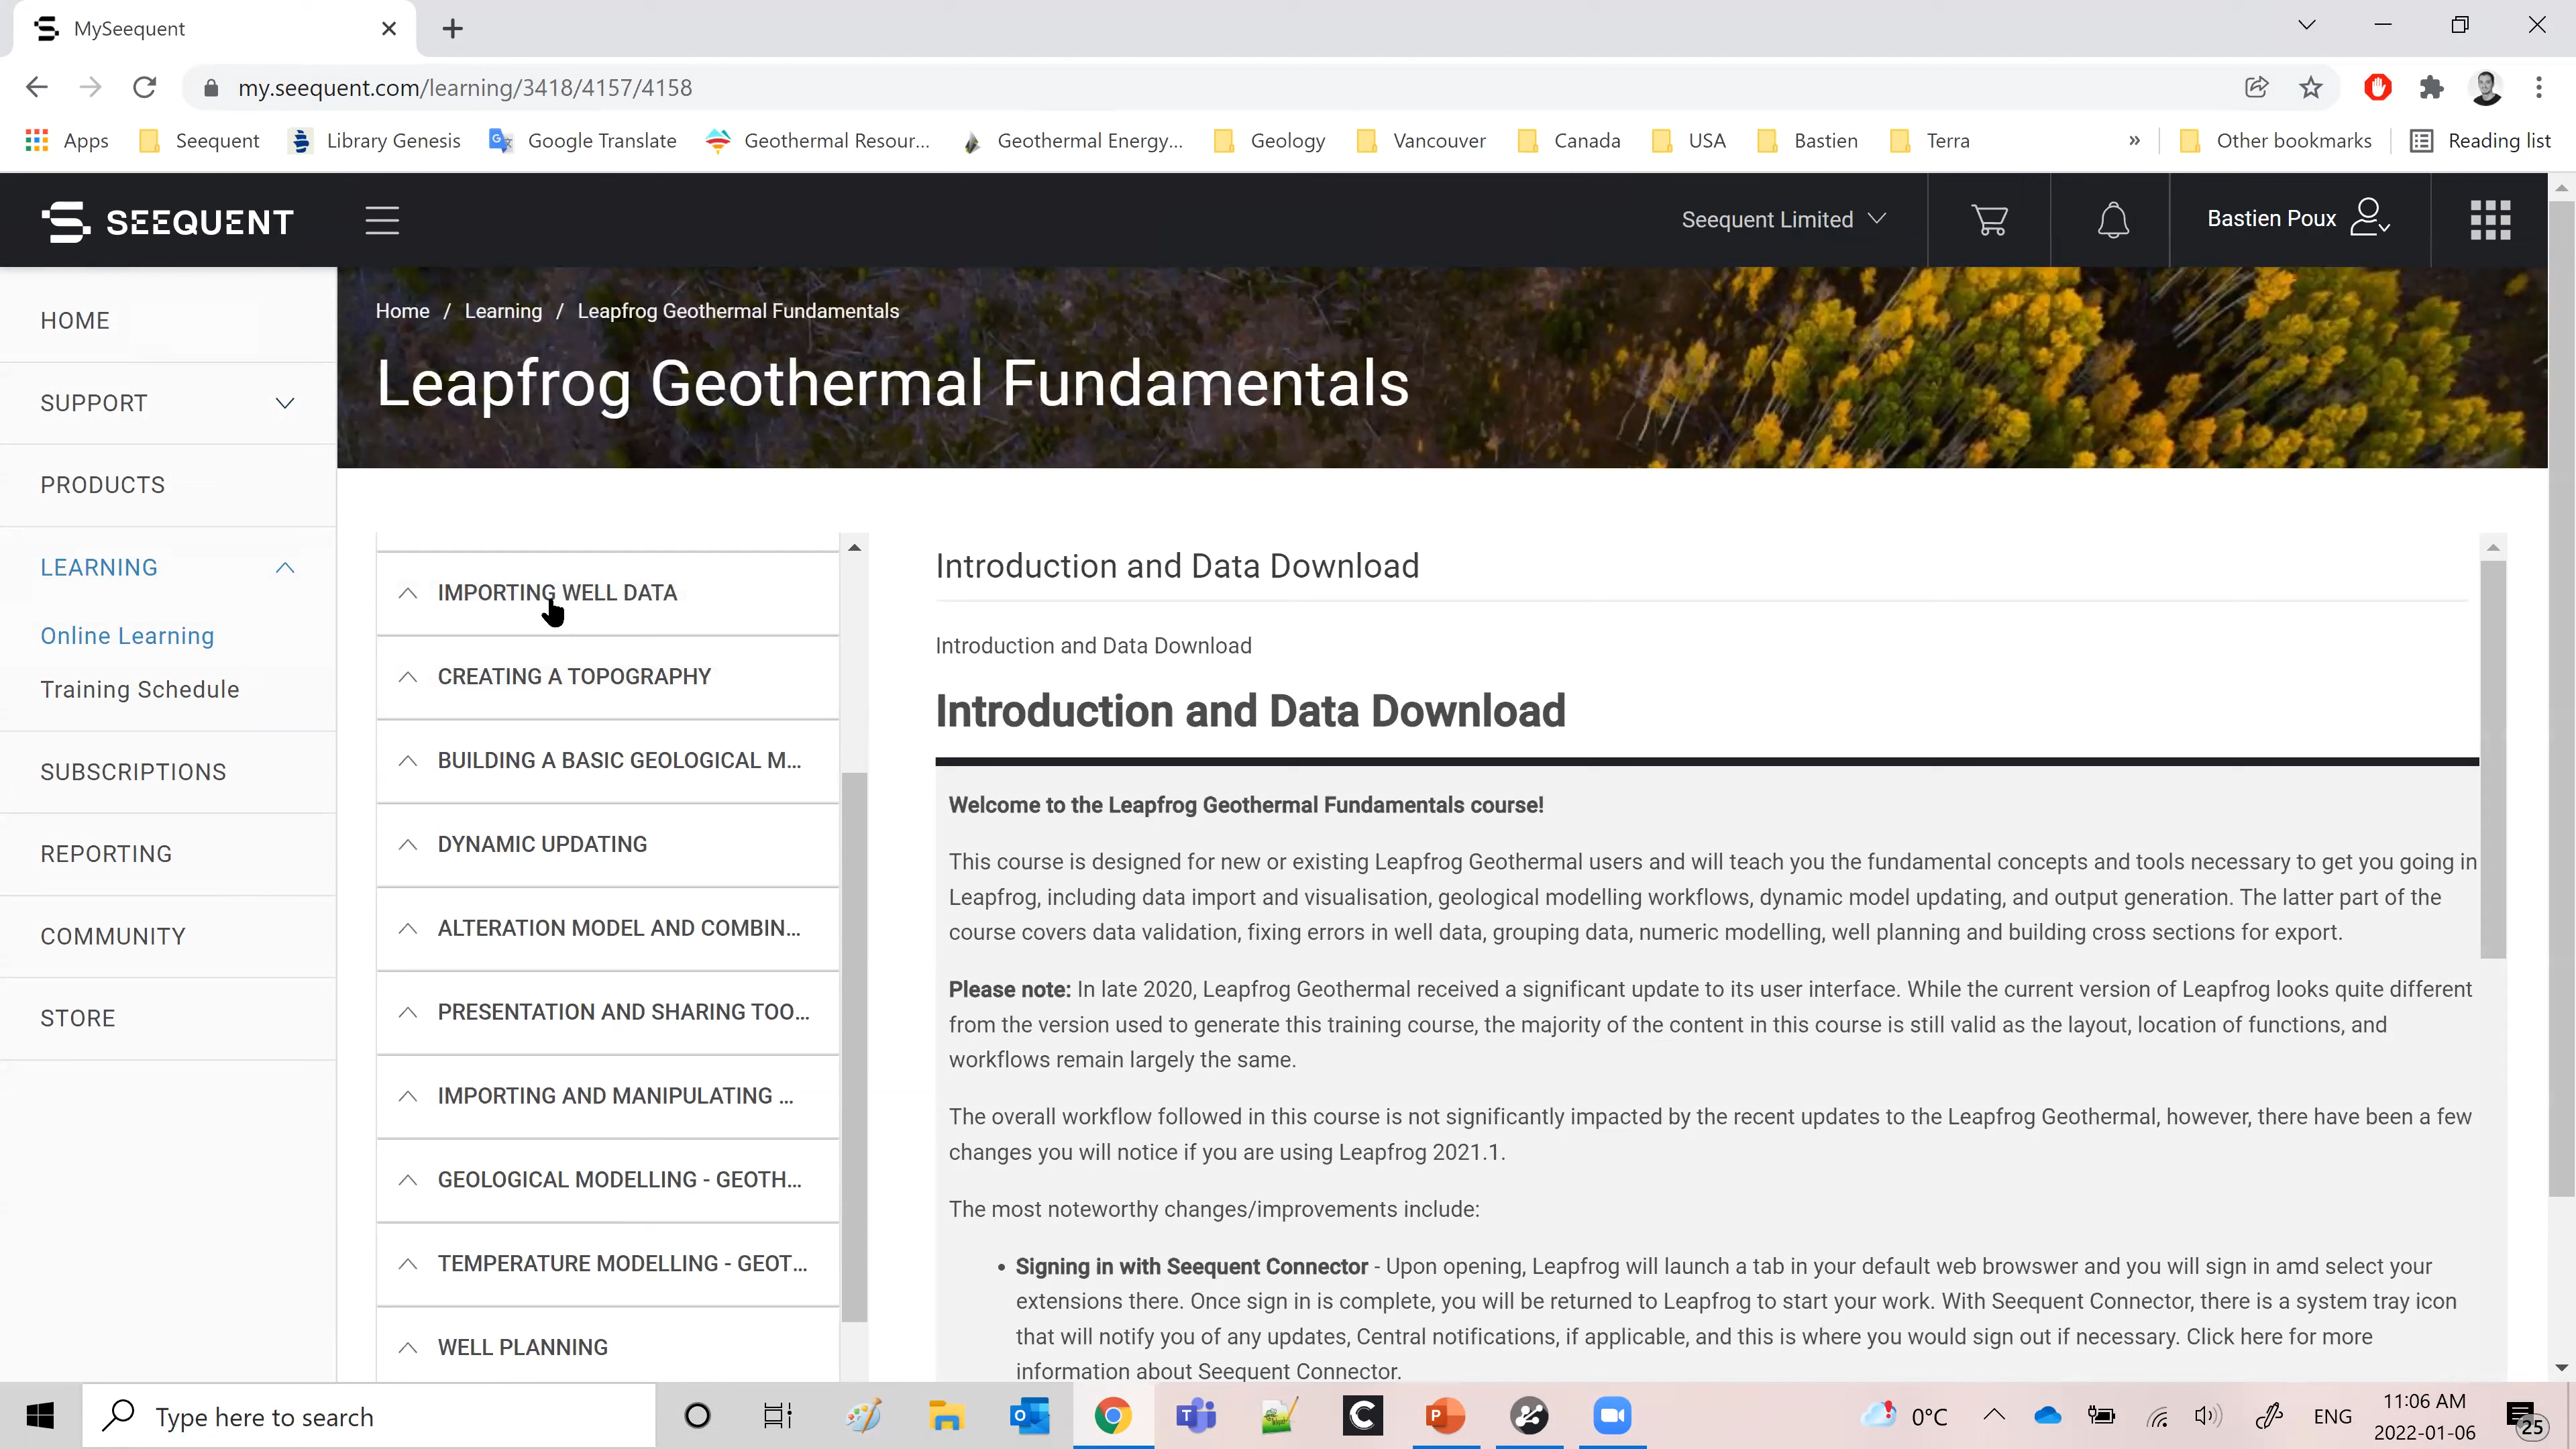 MySeequent
my.seequent.com/learning/3418/4157/4158
Apps Seequent Library Genesis Google Translate Geothermal Resour... Geothermal Energy... Geology Vancouver Canada USA Bastien Terra » Other bookmarks Reading list
SEEQUENT Seequent Limited Bastien Poux
HOME
SUPPORT
PRODUCTS
LEARNING
Online Learning
Training Schedule
SUBSCRIPTIONS
REPORTING
COMMUNITY
STORE
Home / Learning / Leapfrog Geothermal Fundamentals
Leapfrog Geothermal Fundamentals
IMPORTING WELL DATA
CREATING A TOPOGRAPHY
BUILDING A BASIC GEOLOGICAL M...
DYNAMIC UPDATING
ALTERATION MODEL AND COMBIN...
PRESENTATION AND SHARING TOO...
IMPORTING AND MANIPULATING ...
GEOLOGICAL MODELLING - GEOTH...
TEMPERATURE MODELLING - GEOT...
WELL PLANNING
Introduction and Data Download
Introduction and Data Download
Introduction and Data Download
Welcome to the Leapfrog Geothermal Fundamentals course!
This course is designed for new or existing Leapfrog Geothermal users and will teach you the fundamental concepts and tools necessary to get you going in
Leapfrog, including data import and visualisation, geological modelling workflows, dynamic model updating, and output generation. The latter part of the
course covers data validation, fixing errors in well data, grouping data, numeric modelling, well planning and building cross sections for export.
Please note: In late 2020, Leapfrog Geothermal received a significant update to its user interface. While the current version of Leapfrog looks quite different
from the version used to generate this training course, the majority of the content in this course is still valid as the layout, location of functions, and
workflows remain largely the same.
The overall workflow followed in this course is not significantly impacted by the recent updates to the Leapfrog Geothermal, however, there have been a few
changes you will notice if you are using Leapfrog 2021.1.
The most noteworthy changes/improvements include:
• Signing in with Seequent Connector - Upon opening, Leapfrog will launch a tab in your default web browswer and you will sign in amd select your
extensions there. Once sign in is complete, you will be returned to Leapfrog to start your work. With Seequent Connector, there is a system tray icon
that will notify you of any updates, Central notifications, if applicable, and this is where you would sign out if necessary. Click here for more
information about Seequent Connector.
Type here to search
0°C
ENG
11:06 AM
2022-01-06
25